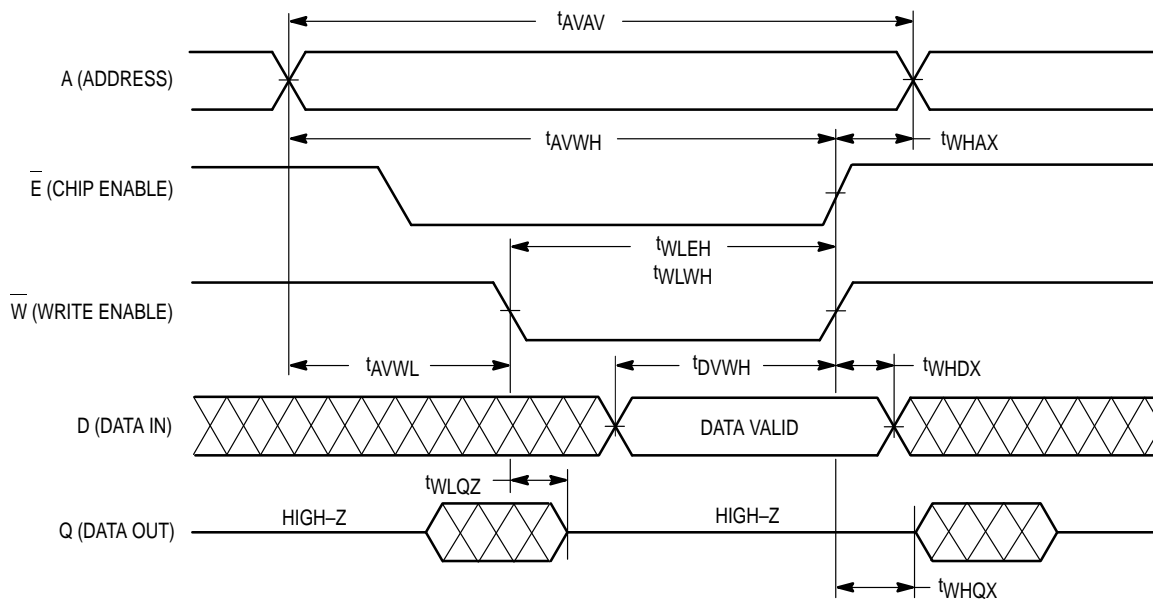 tAVAV
A (ADDRESS)
tAVWH
tWHAX
E (CHIP ENABLE)
tWLEH
tWLWH
W (WRITE ENABLE)
tAVWL
tDVWH
tWHDX
D (DATA IN)
DATA VALID
tWLQZ
Q (DATA OUT)
HIGH–Z
HIGH–Z
tWHQX